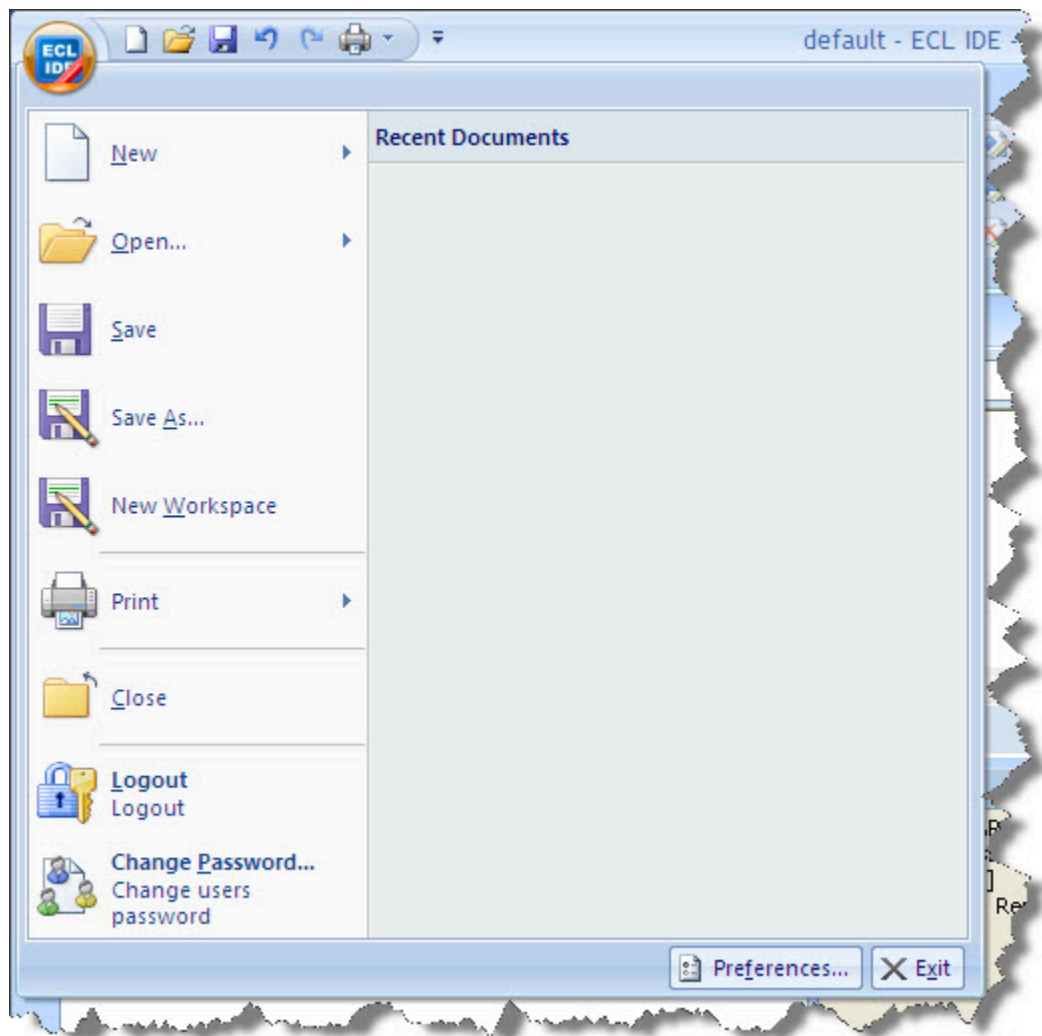 ECL
IDE
default - ECL IDE -
New
Recent Documents
Open...
Save
Save As...
New Workspace
Print
Close
Logout
Logout
Change Password...
Change users
password
Preferences...
Exit